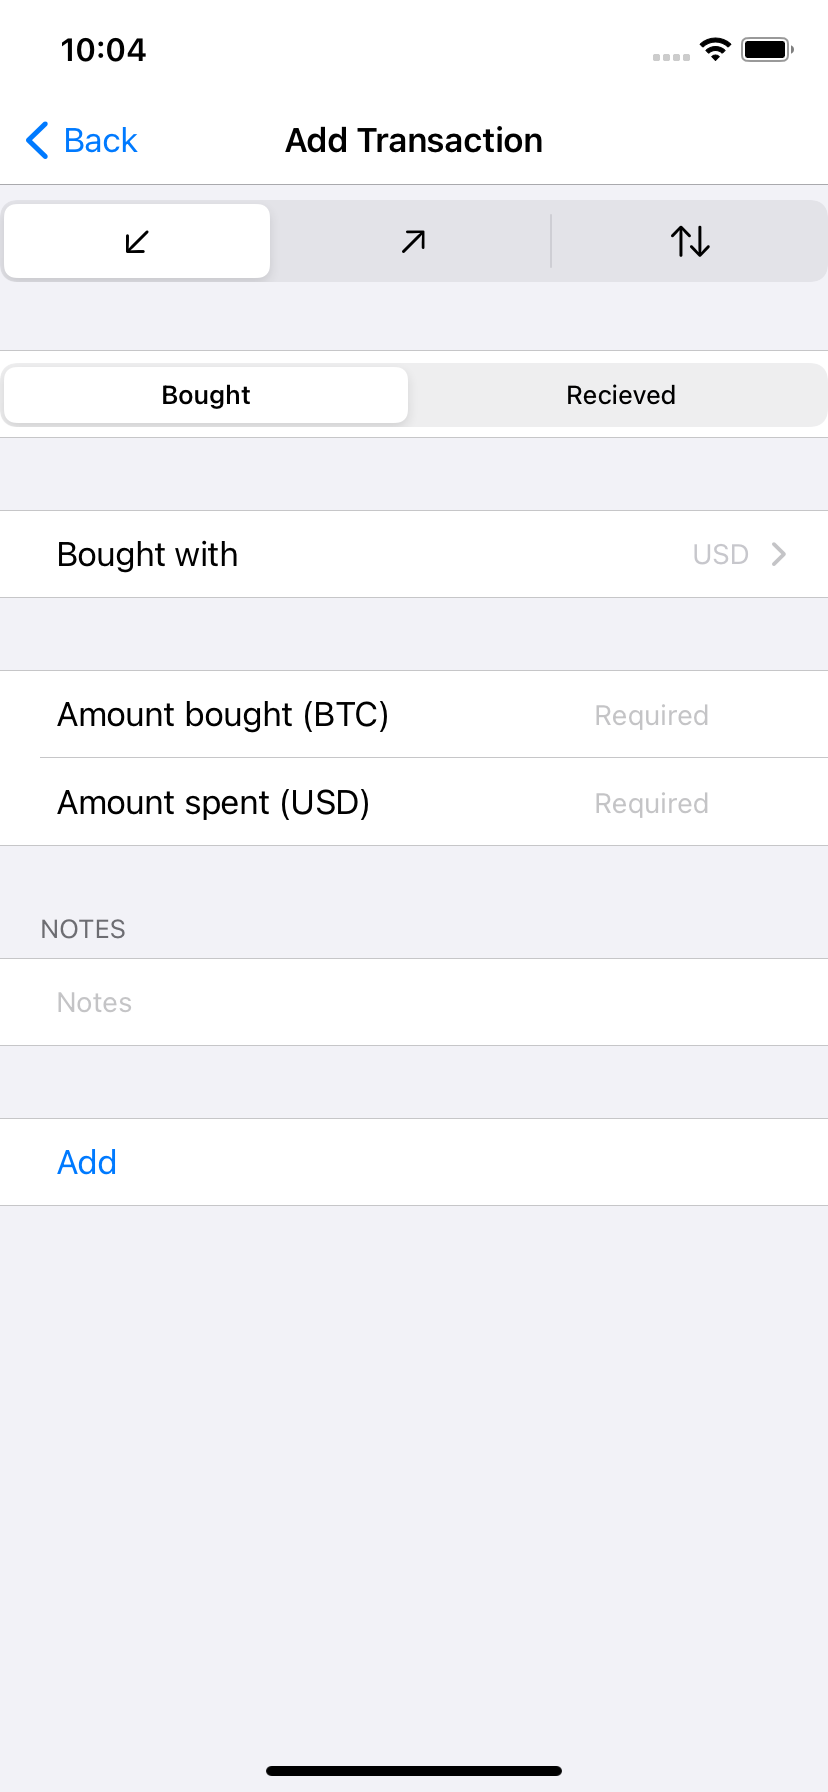 10:04
Back
Add Transaction
Bought
Recieved
Bought with
USD
Amount bought (BTC)
Required
Amount spent (USD)
Required
NOTES
Notes
Add